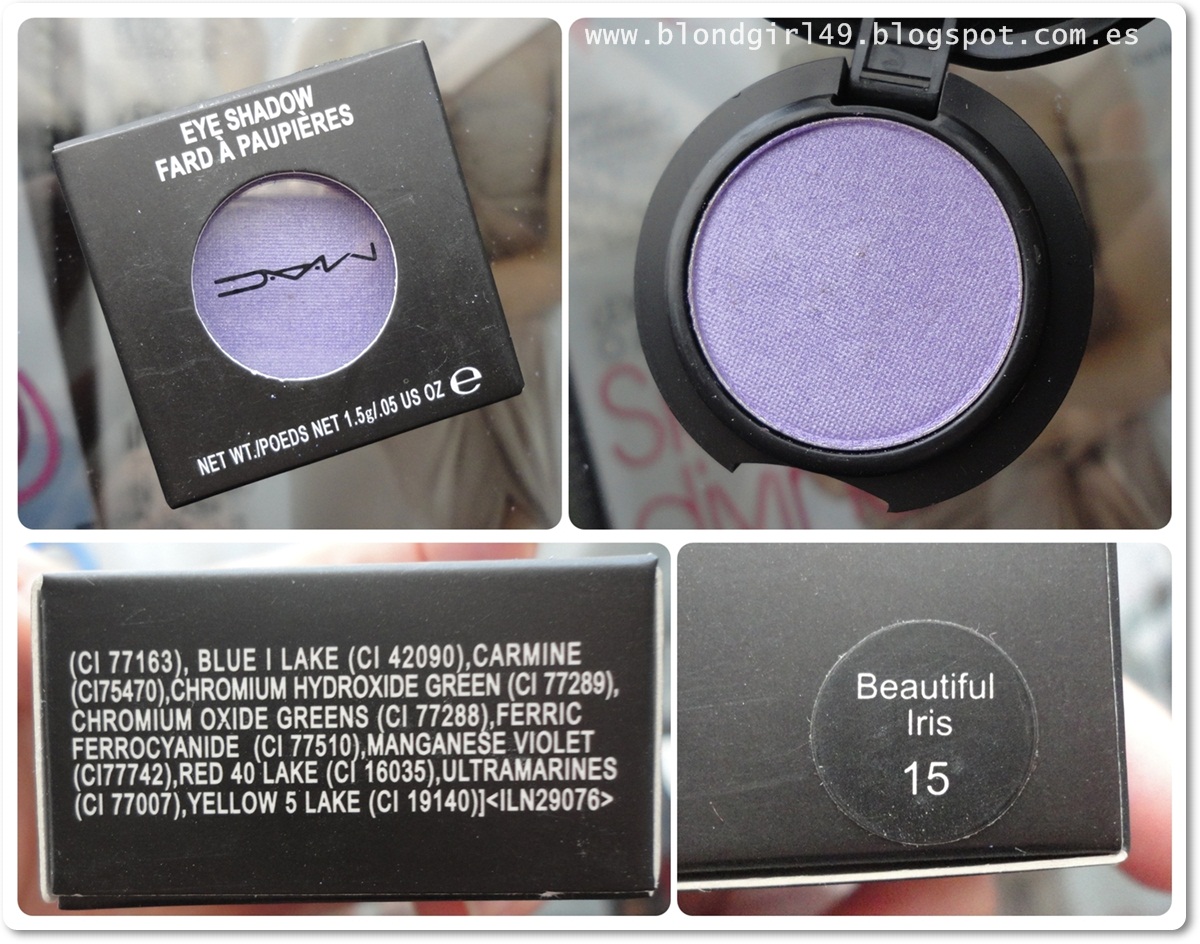 www.blondgirl49.blogspot.com.es
EYE SHADOW
FARD À PAUPIÈRES
MAC
NET WT./POEDS NET 1.5g/.05 US OZ e
(CI 77163), BLUE I LAKE (CI 42090),CARMINE
(CI75470),CHROMIUM HYDROXIDE GREEN (CI 77289),
CHROMIUM OXIDE GREENS (CI 77288),FERRIC
FERROCYANIDE (CI 77510),MANGANESE VIOLET
(CI77742),RED 40 LAKE (CI 16035),ULTRAMARINES
(CI 77007),YELLOW 5 LAKE (CI 19140)]<ILN29076>
Beautiful
Iris
15